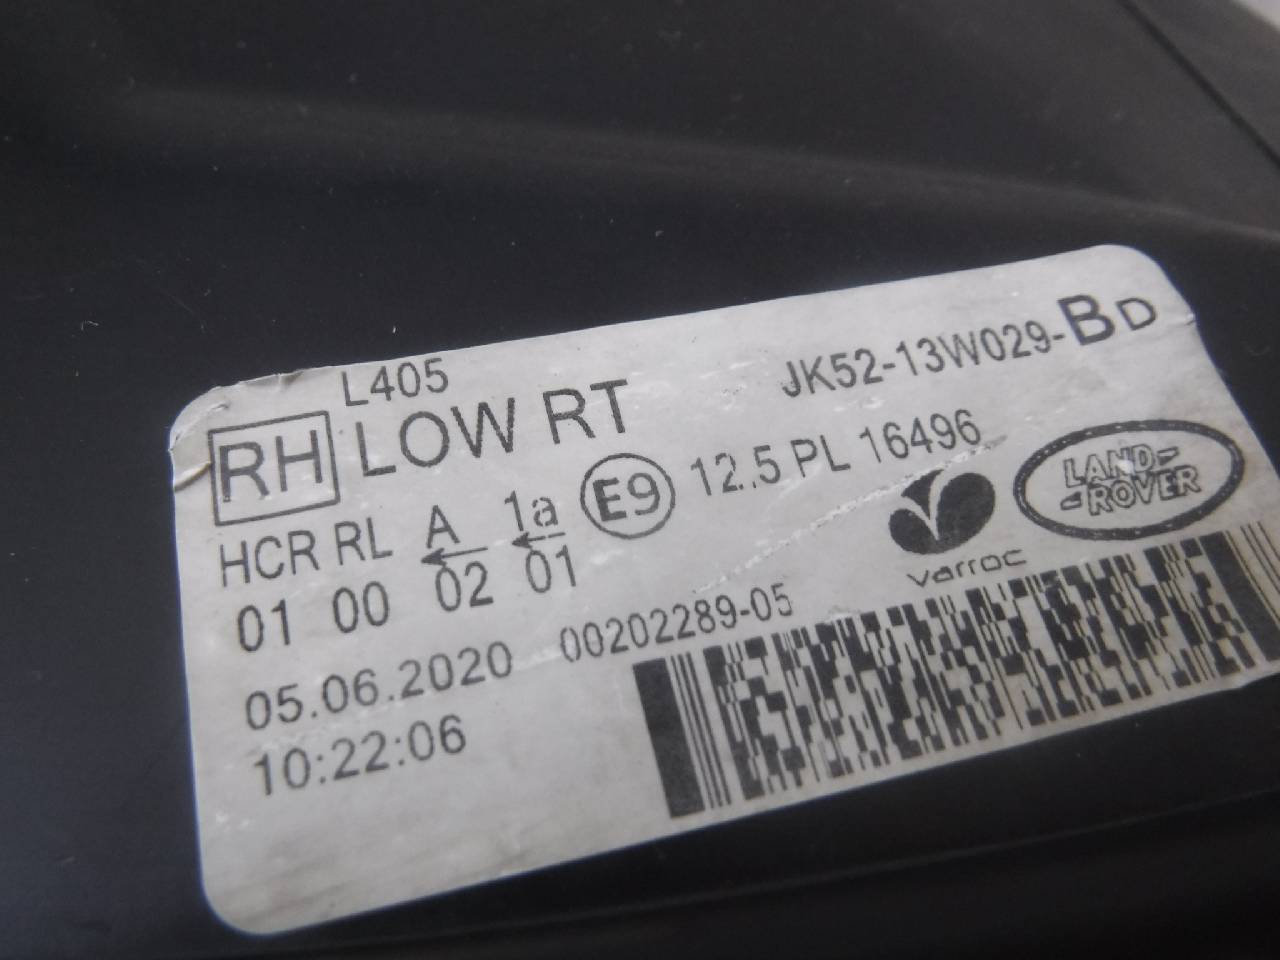 L405
RH LOW RT JK52-13W029-BD
HCR RL A 1a E9 12.5 PL 16496
01 00 02 01
varroc
LAND-
-ROVER
05.06.2020 00202289-05
10:22:06